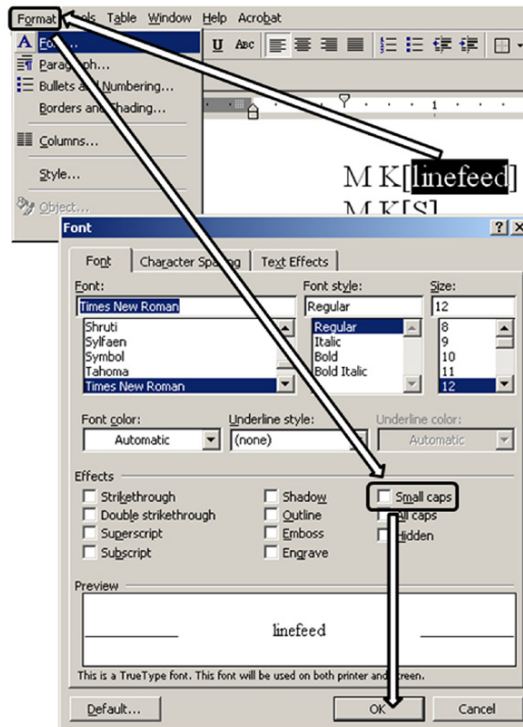 Format Tools Table Window Help Acrobat
A Font...
U ABC
Paragraph...
Bullets and Numbering...
Borders and Shading...
1
Columns...
Style...
M K[linefeed]
Object...
M K[S]
Font
Font Character Spacing Text Effects
Font: Font style: Size:
Times New Roman Regular 12
Shruti Regular 8
Sylfaen Italic 9
Symbol Bold 10
Tahoma Bold Italic 11
Times New Roman 12
Font color: Underline style: Underline color:
Automatic (none) Automatic
Effects
Strikethrough Shadow Small caps
Double strikethrough Outline All caps
Superscript Emboss Hidden
Subscript Engrave
Preview
linefeed
This is a TrueType font. This font will be used on both printer and screen.
Default... OK Cancel